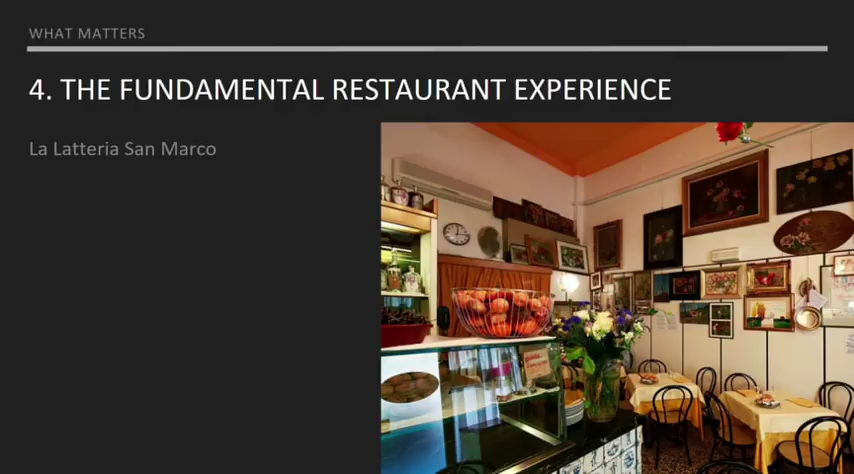 WHAT MATTERS
4. THE FUNDAMENTAL RESTAURANT EXPERIENCE
La Latteria San Marco